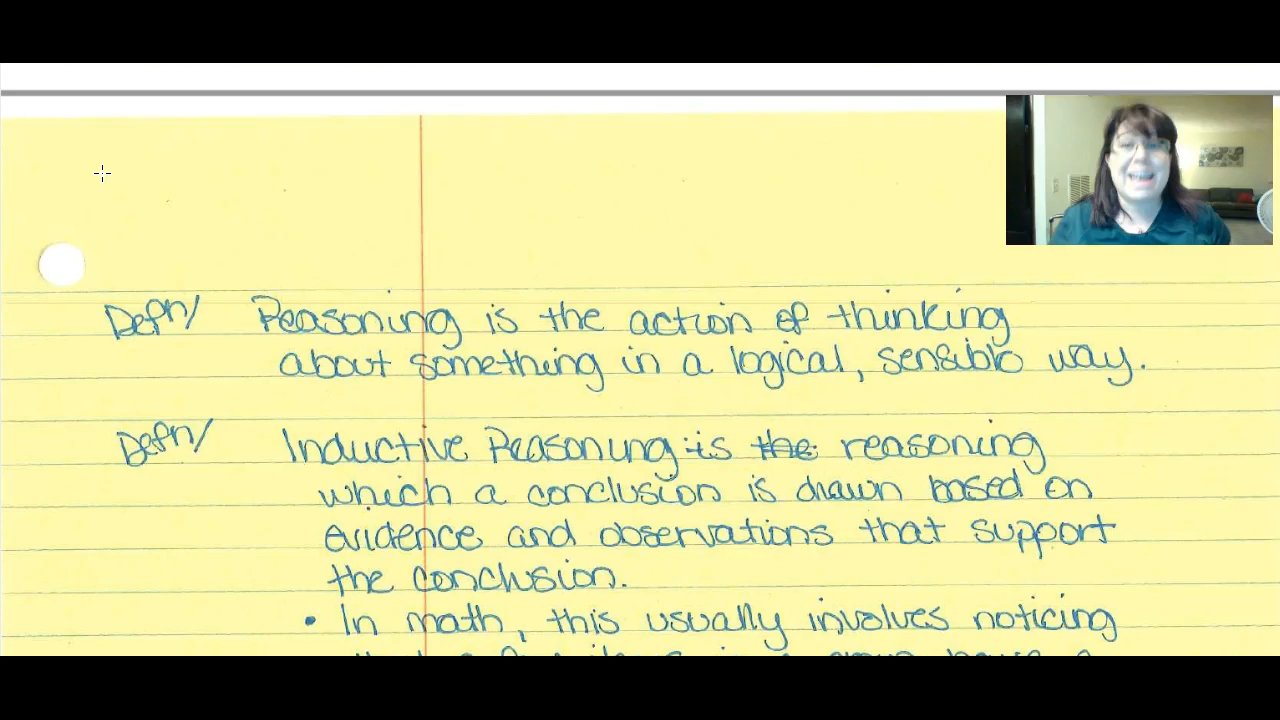 Defn/ Reasoning is the action of thinking
about something in a logical, sensible way.
Defn/ Inductive Reasoning is the reasoning
which a conclusion is drawn based on
evidence and observations that support
the conclusion.
• In math, this usually involves noticing